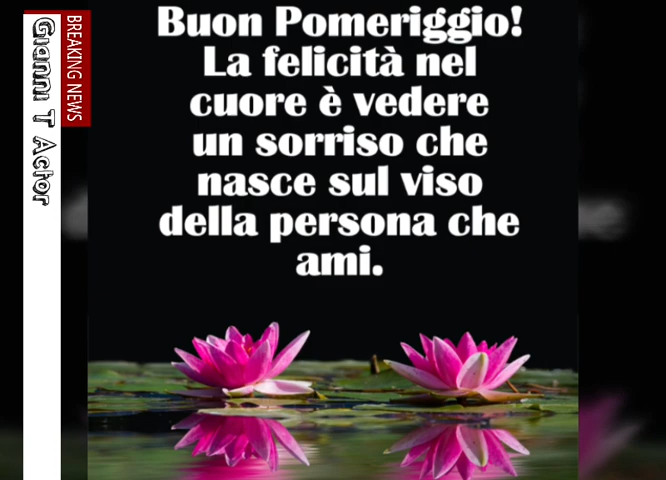 Buon Pomeriggio!
La felicità nel
cuore è vedere
un sorriso che
nasce sul viso
della persona che
ami.
BREAKING NEWS
Gianni T Actor